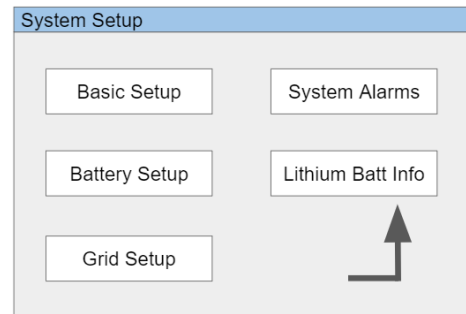 System Setup
Basic Setup
System Alarms
Battery Setup
Lithium Batt Info
Grid Setup